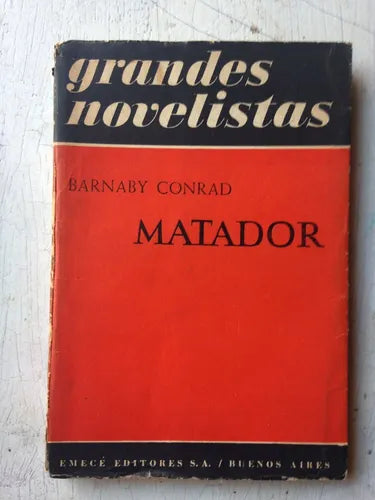 grandes
novelistas
BARNABY CONRAD
MATADOR
EMECÉ EDITORES S.A. / BUENOS AIRES